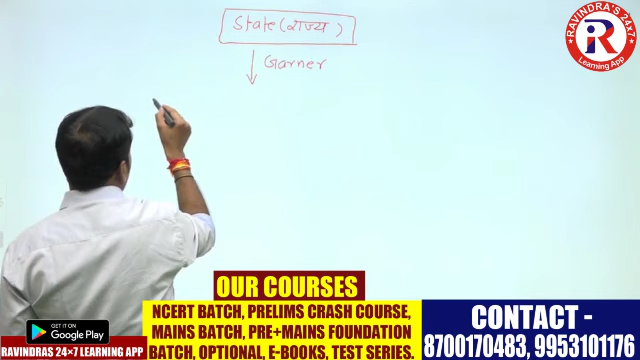 State (राज्य)
Garner
RAVINDRA'S 24x7
IR
Learning App
OUR COURSES
NCERT BATCH, PRELIMS CRASH COURSE,
MAINS BATCH, PRE+MAINS FOUNDATION
BATCH, OPTIONAL, E-BOOKS, TEST SERIES.
CONTACT -
8700170483, 9953101176
GET IT ON
Google Play
RAVINDRAS 24×7 LEARNING APP